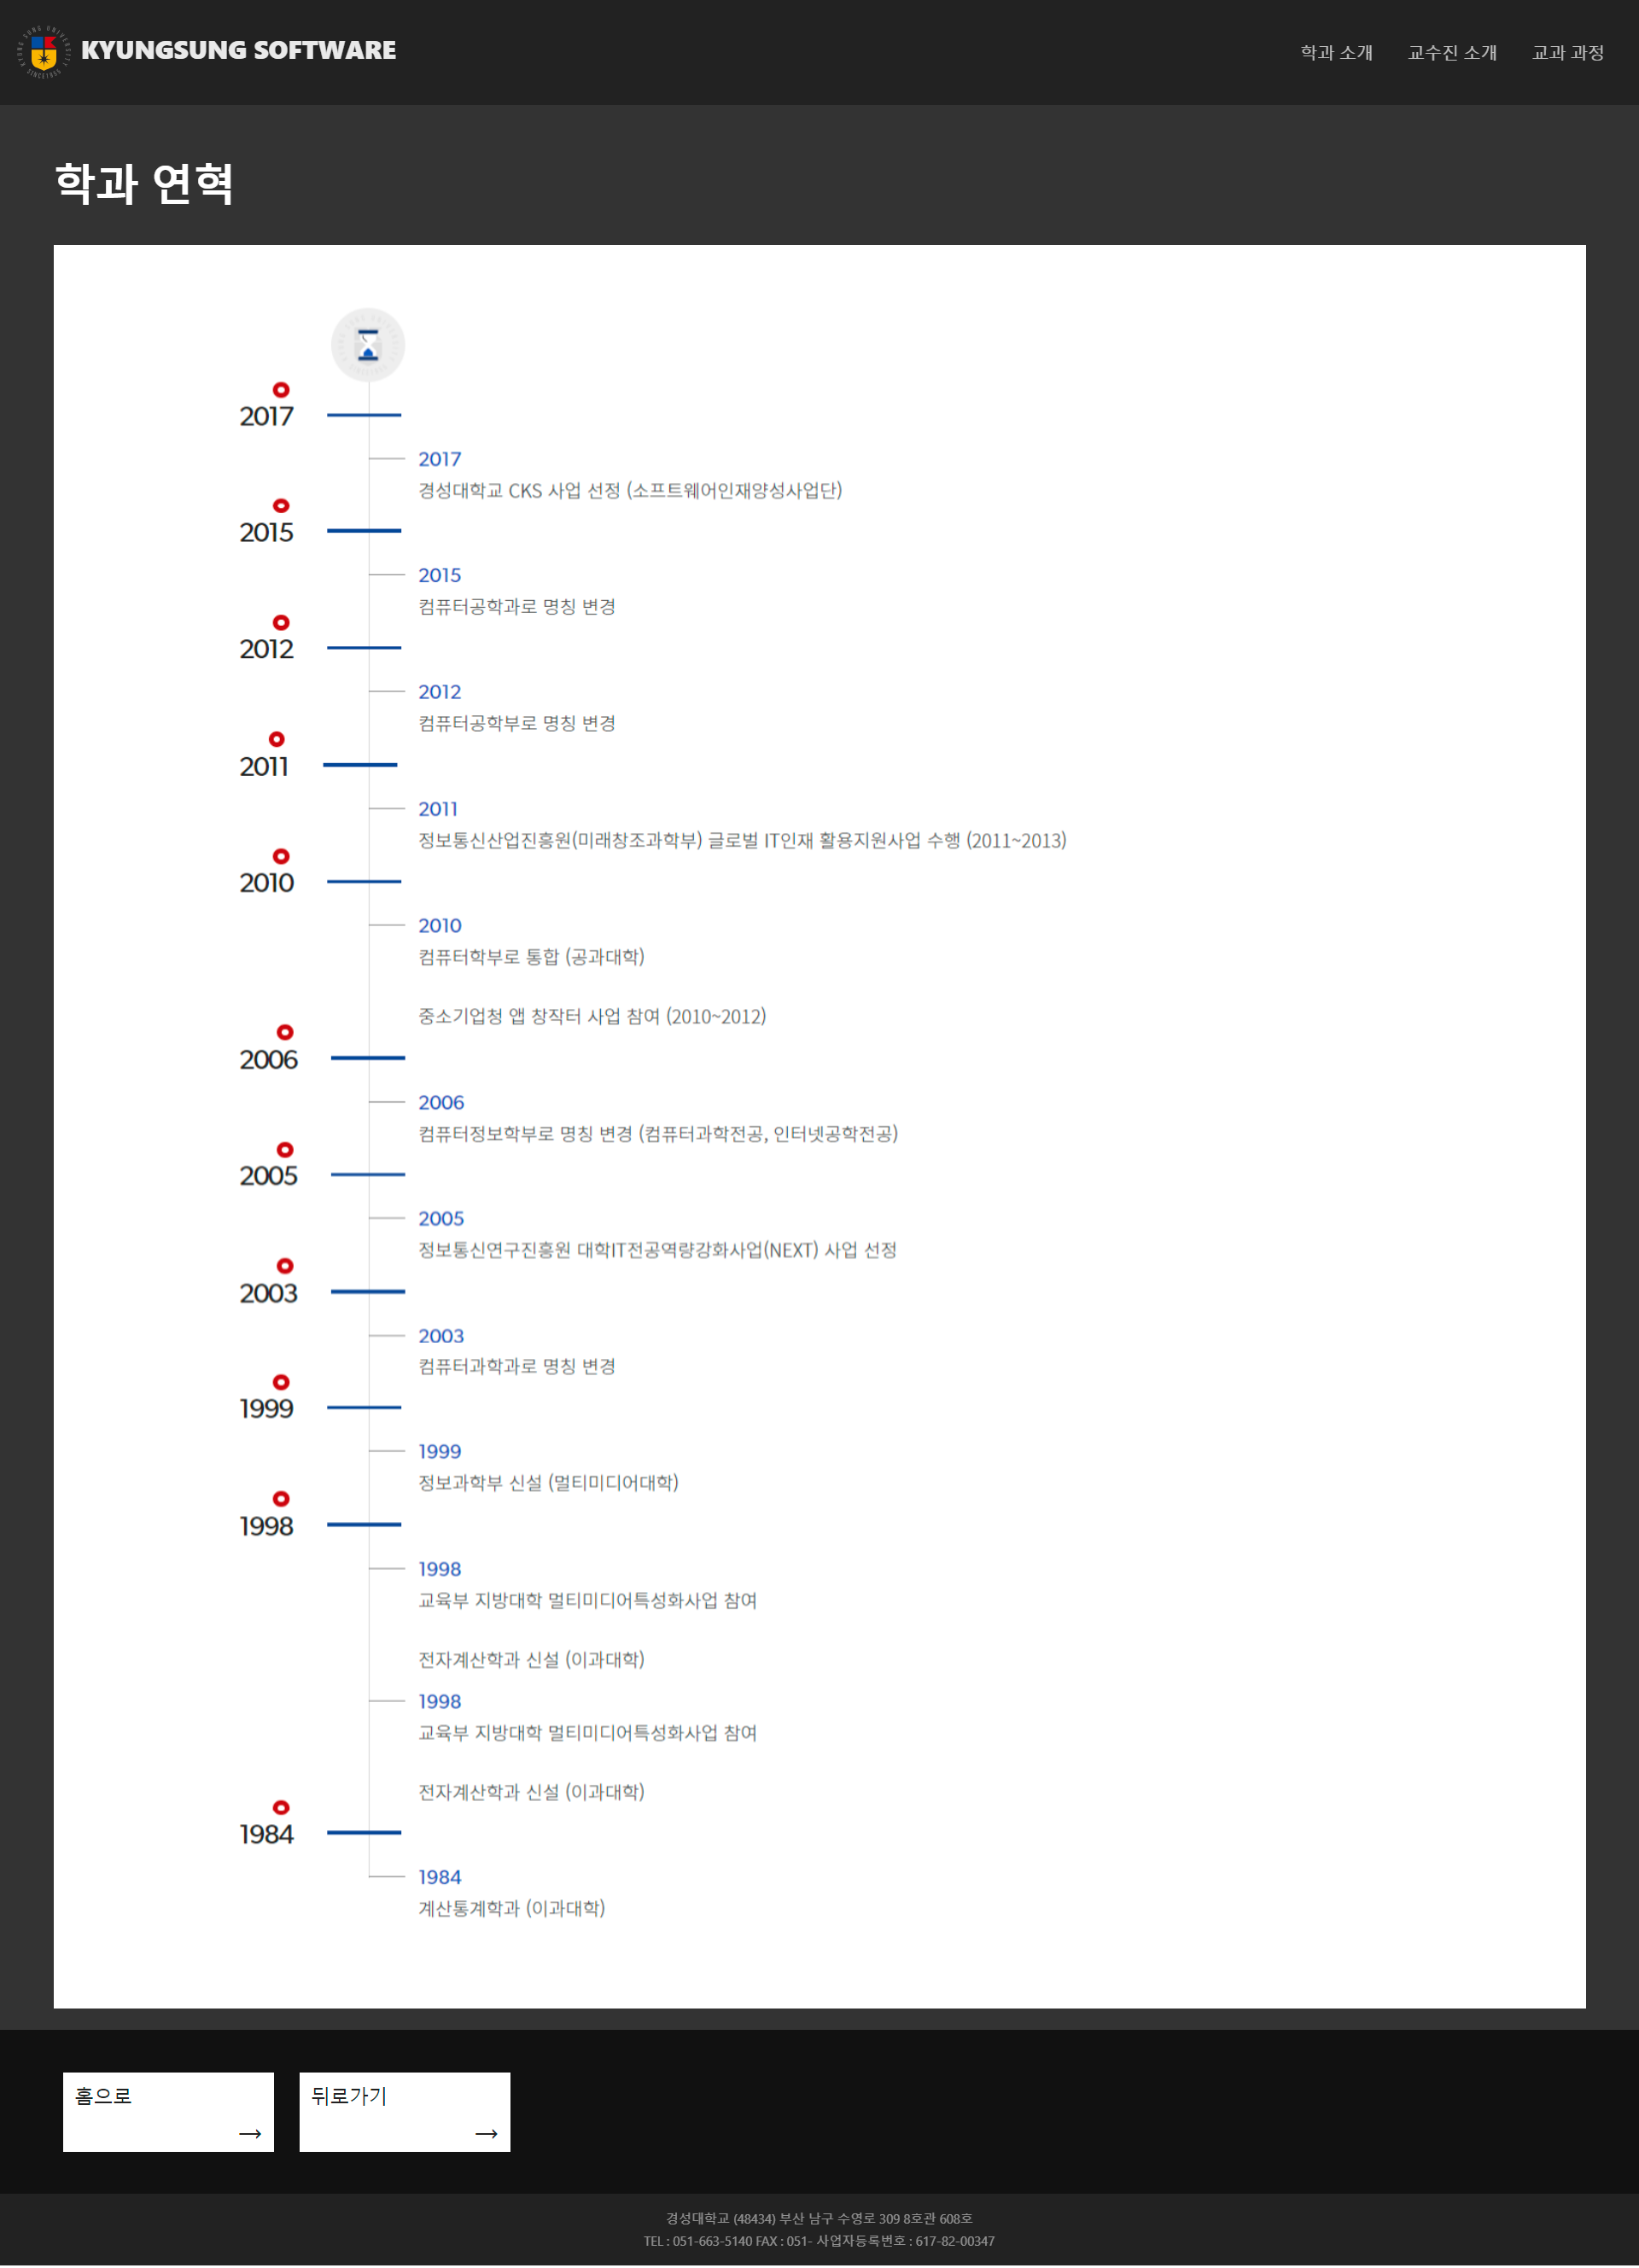 KYUNGSUNG SOFTWARE
학과 소개 교수진 소개 교과 과정
학과 연혁
2017
2017
경성대학교 CKS 사업 선정 (소프트웨어인재양성사업단)
2015
2015
컴퓨터공학과로 명칭 변경
2012
2012
컴퓨터공학부로 명칭 변경
2011
2011
정보통신산업진흥원(미래창조과학부) 글로벌 IT인재 활용지원사업 수행 (2011~2013)
2010
2010
컴퓨터학부로 통합 (공과대학)
중소기업청 앱 창작터 사업 참여 (2010~2012)
2006
2006
컴퓨터정보학부로 명칭 변경 (컴퓨터과학전공, 인터넷공학전공)
2005
2005
정보통신연구진흥원 대학IT전공역량강화사업(NEXT) 사업 선정
2003
2003
컴퓨터과학과로 명칭 변경
1999
1999
정보과학부 신설 (멀티미디어대학)
1998
1998
교육부 지방대학 멀티미디어특성화사업 참여
전자계산학과 신설 (이과대학)
1998
교육부 지방대학 멀티미디어특성화사업 참여
전자계산학과 신설 (이과대학)
1984
1984
계산통계학과 (이과대학)
홈으로
→
뒤로가기
→
경성대학교 (48434) 부산 남구 수영로 309 8호관 608호
TEL : 051-663-5140 FAX : 051- 사업자등록번호 : 617-82-00347